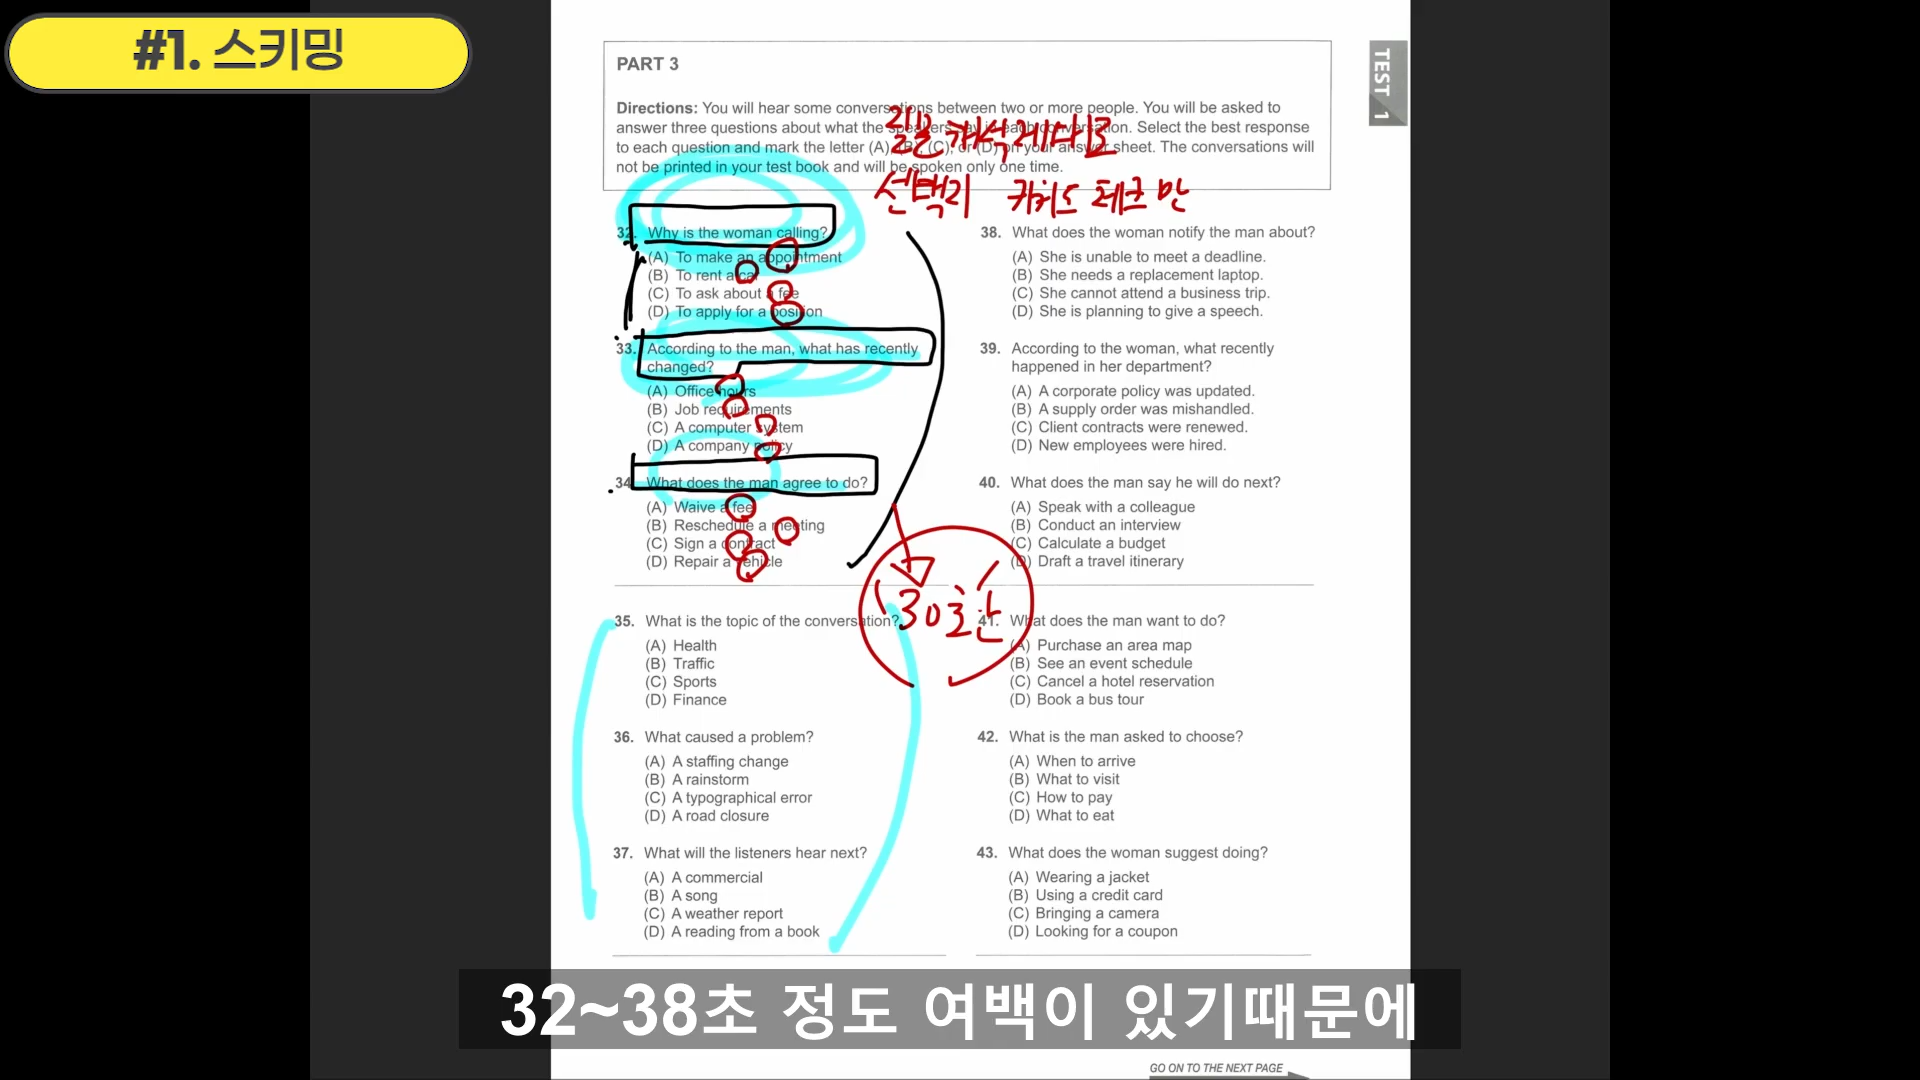 #1. 스키밍
TEST 1
PART 3
Directions: You will hear some conversations between two or more people. You will be asked to
answer three questions about what the speakers say in each conversation. Select the best response
to each question and mark the letter (A), (B), (C), or (D) on your answer sheet. The conversations will
not be printed in your test book and will be spoken only one time.
질문 해석 제대로
선택지 키워드 체크만
32. Why is the woman calling?
(A) To make an appointment
(B) To rent a car
(C) To ask about a fee
(D) To apply for a position
33. According to the man, what has recently
changed?
(A) Office hours
(B) Job requirements
(C) A computer system
(D) A company policy
34. What does the man agree to do?
(A) Waive a fee
(B) Reschedule a meeting
(C) Sign a contract
(D) Repair a vehicle
30초 안
35. What is the topic of the conversation?
(A) Health
(B) Traffic
(C) Sports
(D) Finance
36. What caused a problem?
(A) A staffing change
(B) A rainstorm
(C) A typographical error
(D) A road closure
37. What will the listeners hear next?
(A) A commercial
(B) A song
(C) A weather report
(D) A reading from a book
38. What does the woman notify the man about?
(A) She is unable to meet a deadline.
(B) She needs a replacement laptop.
(C) She cannot attend a business trip.
(D) She is planning to give a speech.
39. According to the woman, what recently
happened in her department?
(A) A corporate policy was updated.
(B) A supply order was mishandled.
(C) Client contracts were renewed.
(D) New employees were hired.
40. What does the man say he will do next?
(A) Speak with a colleague
(B) Conduct an interview
(C) Calculate a budget
(D) Draft a travel itinerary
41. What does the man want to do?
(A) Purchase an area map
(B) See an event schedule
(C) Cancel a hotel reservation
(D) Book a bus tour
42. What is the man asked to choose?
(A) When to arrive
(B) What to visit
(C) How to pay
(D) What to eat
43. What does the woman suggest doing?
(A) Wearing a jacket
(B) Using a credit card
(C) Bringing a camera
(D) Looking for a coupon
32~38초 정도 여백이 있기때문에
GO ON TO THE NEXT PAGE